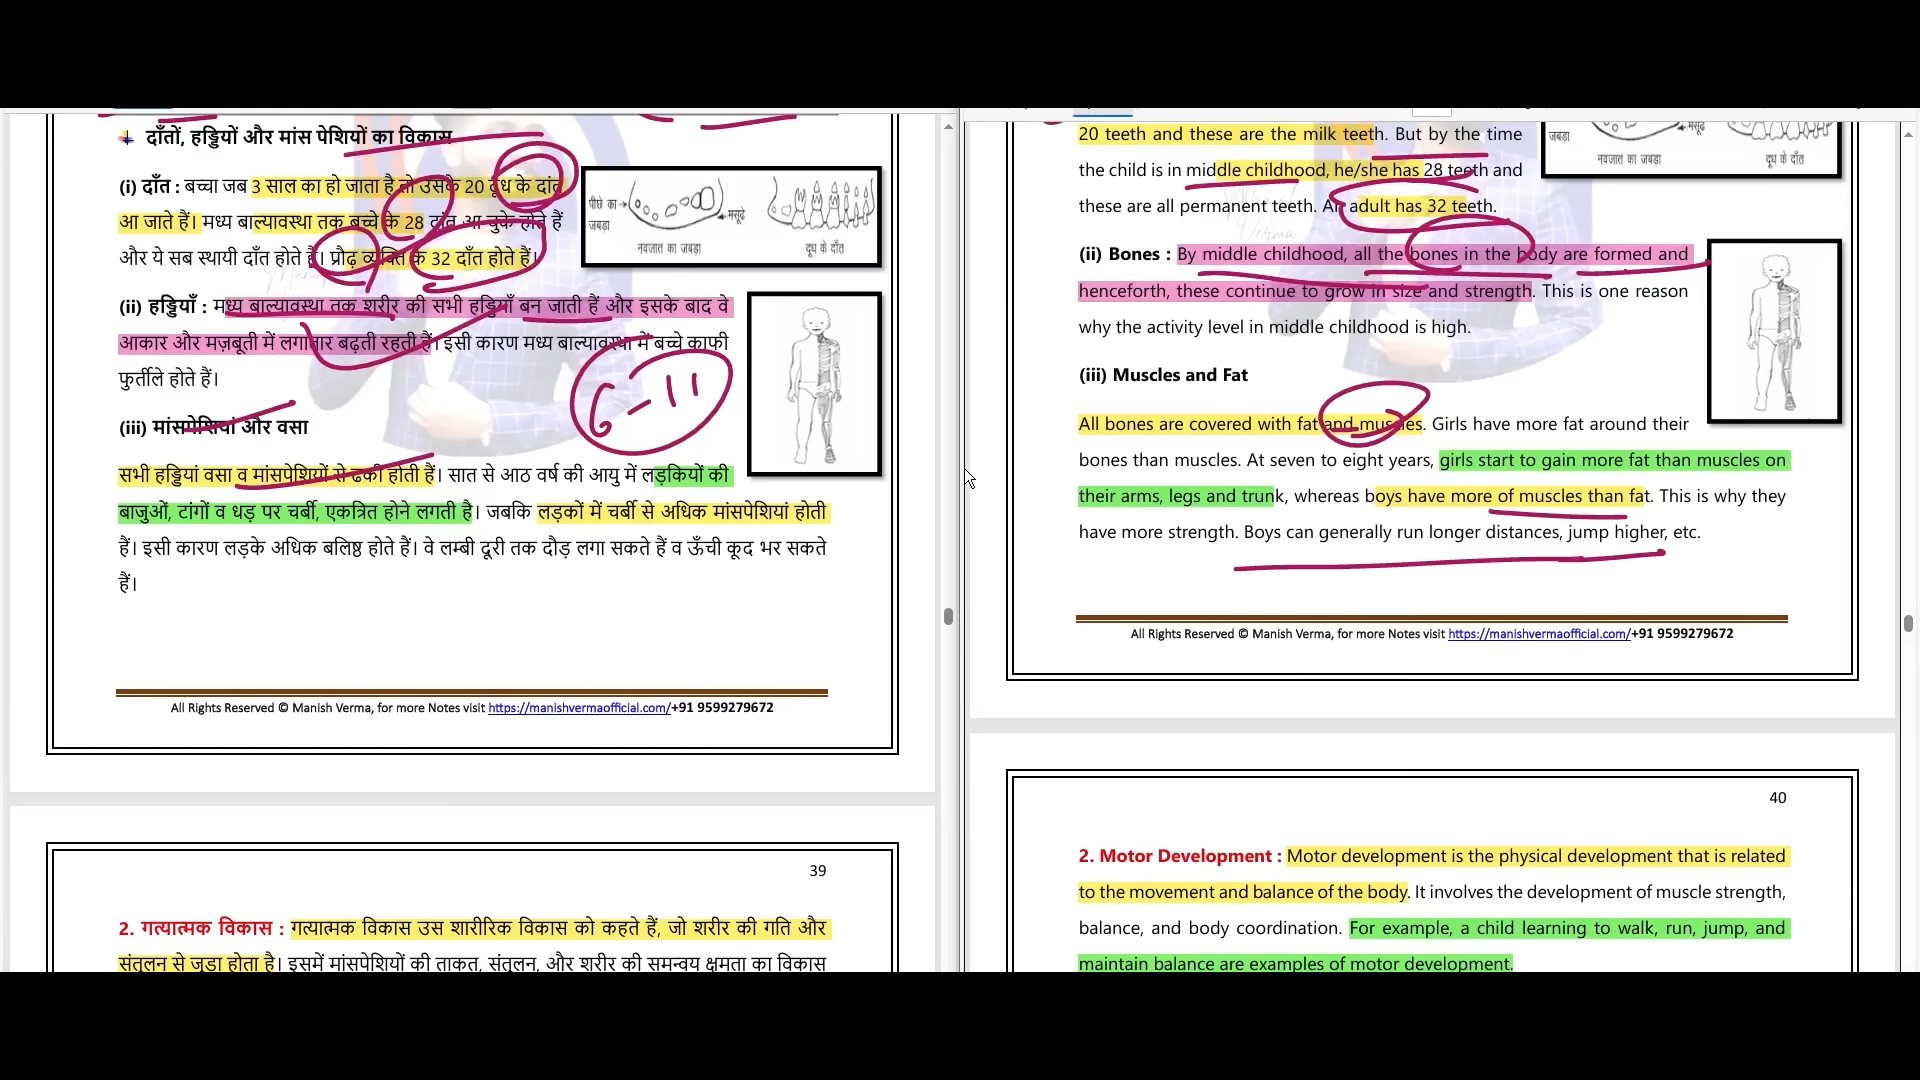 दाँतों, हड्डियों और मांस पेशियों का विकास
(i) दाँत : बच्चा जब 3 साल का हो जाता है तो उसके 20 दूध के दांत
आ जाते हैं। मध्य बाल्यावस्था तक बच्चे के 28 दांत आ चुके होते हैं
और ये सब स्थायी दाँत होते हैं। प्रौढ़ व्यक्ति के 32 दाँत होते हैं।
पीछे का
जबड़ा
मसूढ़े
नवजात का जबड़ा
दूध के दाँत
(ii) हड्डियाँ : मध्य बाल्यावस्था तक शरीर की सभी हड्डियाँ बन जाती हैं और इसके बाद वे
आकार और मज़बूती में लगातार बढ़ती रहती हैं। इसी कारण मध्य बाल्यावस्था में बच्चे काफी
फुर्तीले होते हैं।
6-11
(iii) मांसपेशियां और वसा
सभी हड्डियां वसा व मांसपेशियों से ढकी होती हैं। सात से आठ वर्ष की आयु में लड़कियों की
बाजुओं, टांगों व धड़ पर चर्बी, एकत्रित होने लगती है। जबकि लड़कों में चर्बी से अधिक मांसपेशियां होती
हैं। इसी कारण लड़के अधिक बलिष्ठ होते हैं। वे लम्बी दूरी तक दौड़ लगा सकते हैं व ऊँची कूद भर सकते
हैं।
All Rights Reserved © Manish Verma, for more Notes visit https://manishvermaofficial.com/+91 9599279672
39
2. गत्यात्मक विकास : गत्यात्मक विकास उस शारीरिक विकास को कहते हैं, जो शरीर की गति और
संतुलन से जुड़ा होता है। इसमें मांसपेशियों की ताकत, संतुलन, और शरीर की समन्वय क्षमता का विकास
20 teeth and these are the milk teeth. But by the time
the child is in middle childhood, he/she has 28 teeth and
these are all permanent teeth. An adult has 32 teeth.
जबड़ा
मसूढ़े
नवजात का जबड़ा
दूध के दाँत
(ii) Bones : By middle childhood, all the bones in the body are formed and
henceforth, these continue to grow in size and strength. This is one reason
why the activity level in middle childhood is high.
(iii) Muscles and Fat
All bones are covered with fat and muscles. Girls have more fat around their
bones than muscles. At seven to eight years, girls start to gain more fat than muscles on
their arms, legs and trunk, whereas boys have more of muscles than fat. This is why they
have more strength. Boys can generally run longer distances, jump higher, etc.
All Rights Reserved © Manish Verma, for more Notes visit https://manishvermaofficial.com/+91 9599279672
40
2. Motor Development : Motor development is the physical development that is related
to the movement and balance of the body. It involves the development of muscle strength,
balance, and body coordination. For example, a child learning to walk, run, jump, and
maintain balance are examples of motor development.